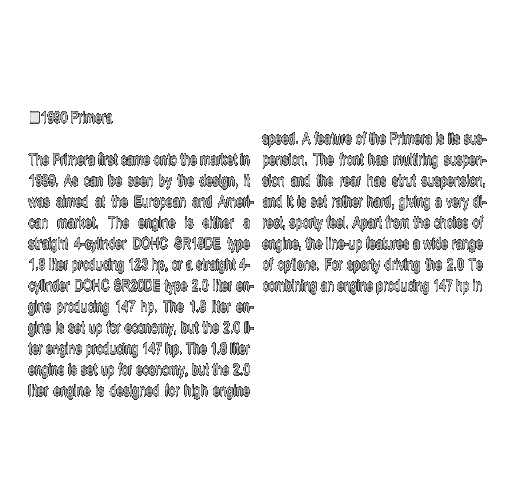 □1990 Primera
The Primera first came onto the market in
1989. As can be seen by the design, it
was aimed at the European and Ameri-
can market. The engine is either a
straight 4-cylinder DOHC SR18DE type
1.8 liter producing 123 hp, or a straight 4-
cylinder DOHC SR20DE type 2.0 liter en-
gine producing 147 hp. The 1.8 liter en-
gine is set up for economy, but the 2.0 li-
ter engine producing 147 hp. The 1.8 liter
engine is set up for economy, but the 2.0
liter engine is designed for high engine
speed. A feature of the Primera is its sus-
pension. The front has multiring suspen-
sion and the rear has strut suspension,
and it is set rather hard, giving a very di-
rect, sporty feel. Apart from the choice of
engine, the line-up features a wide range
of options. For sporty driving the 2.0 Te
combining an engine producing 147 hp in